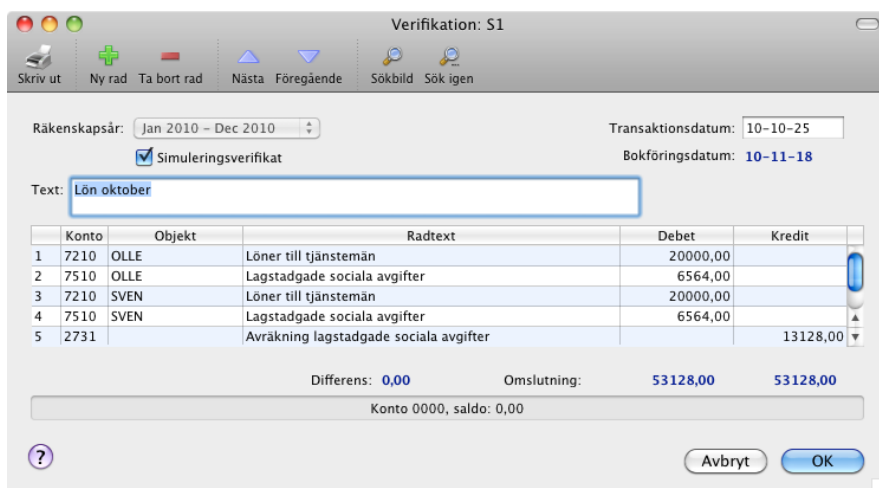 Verifikation: S1
Skriv ut Ny rad Ta bort rad Nästa Föregående Sökbild Sök igen
Räkenskapsår: Jan 2010 – Dec 2010 Transaktionsdatum: 10-10-25
Simuleringsverifikat Bokföringsdatum: 10-11-18
Text: Lön oktober
Konto Objekt Radtext Debet Kredit
1 7210 OLLE Löner till tjänstemän 20000,00
2 7510 OLLE Lagstadgade sociala avgifter 6564,00
3 7210 SVEN Löner till tjänstemän 20000,00
4 7510 SVEN Lagstadgade sociala avgifter 6564,00
5 2731 Avräkning lagstadgade sociala avgifter 13128,00
Differens: 0,00 Omslutning: 53128,00 53128,00
Konto 0000, saldo: 0,00
? Avbryt OK